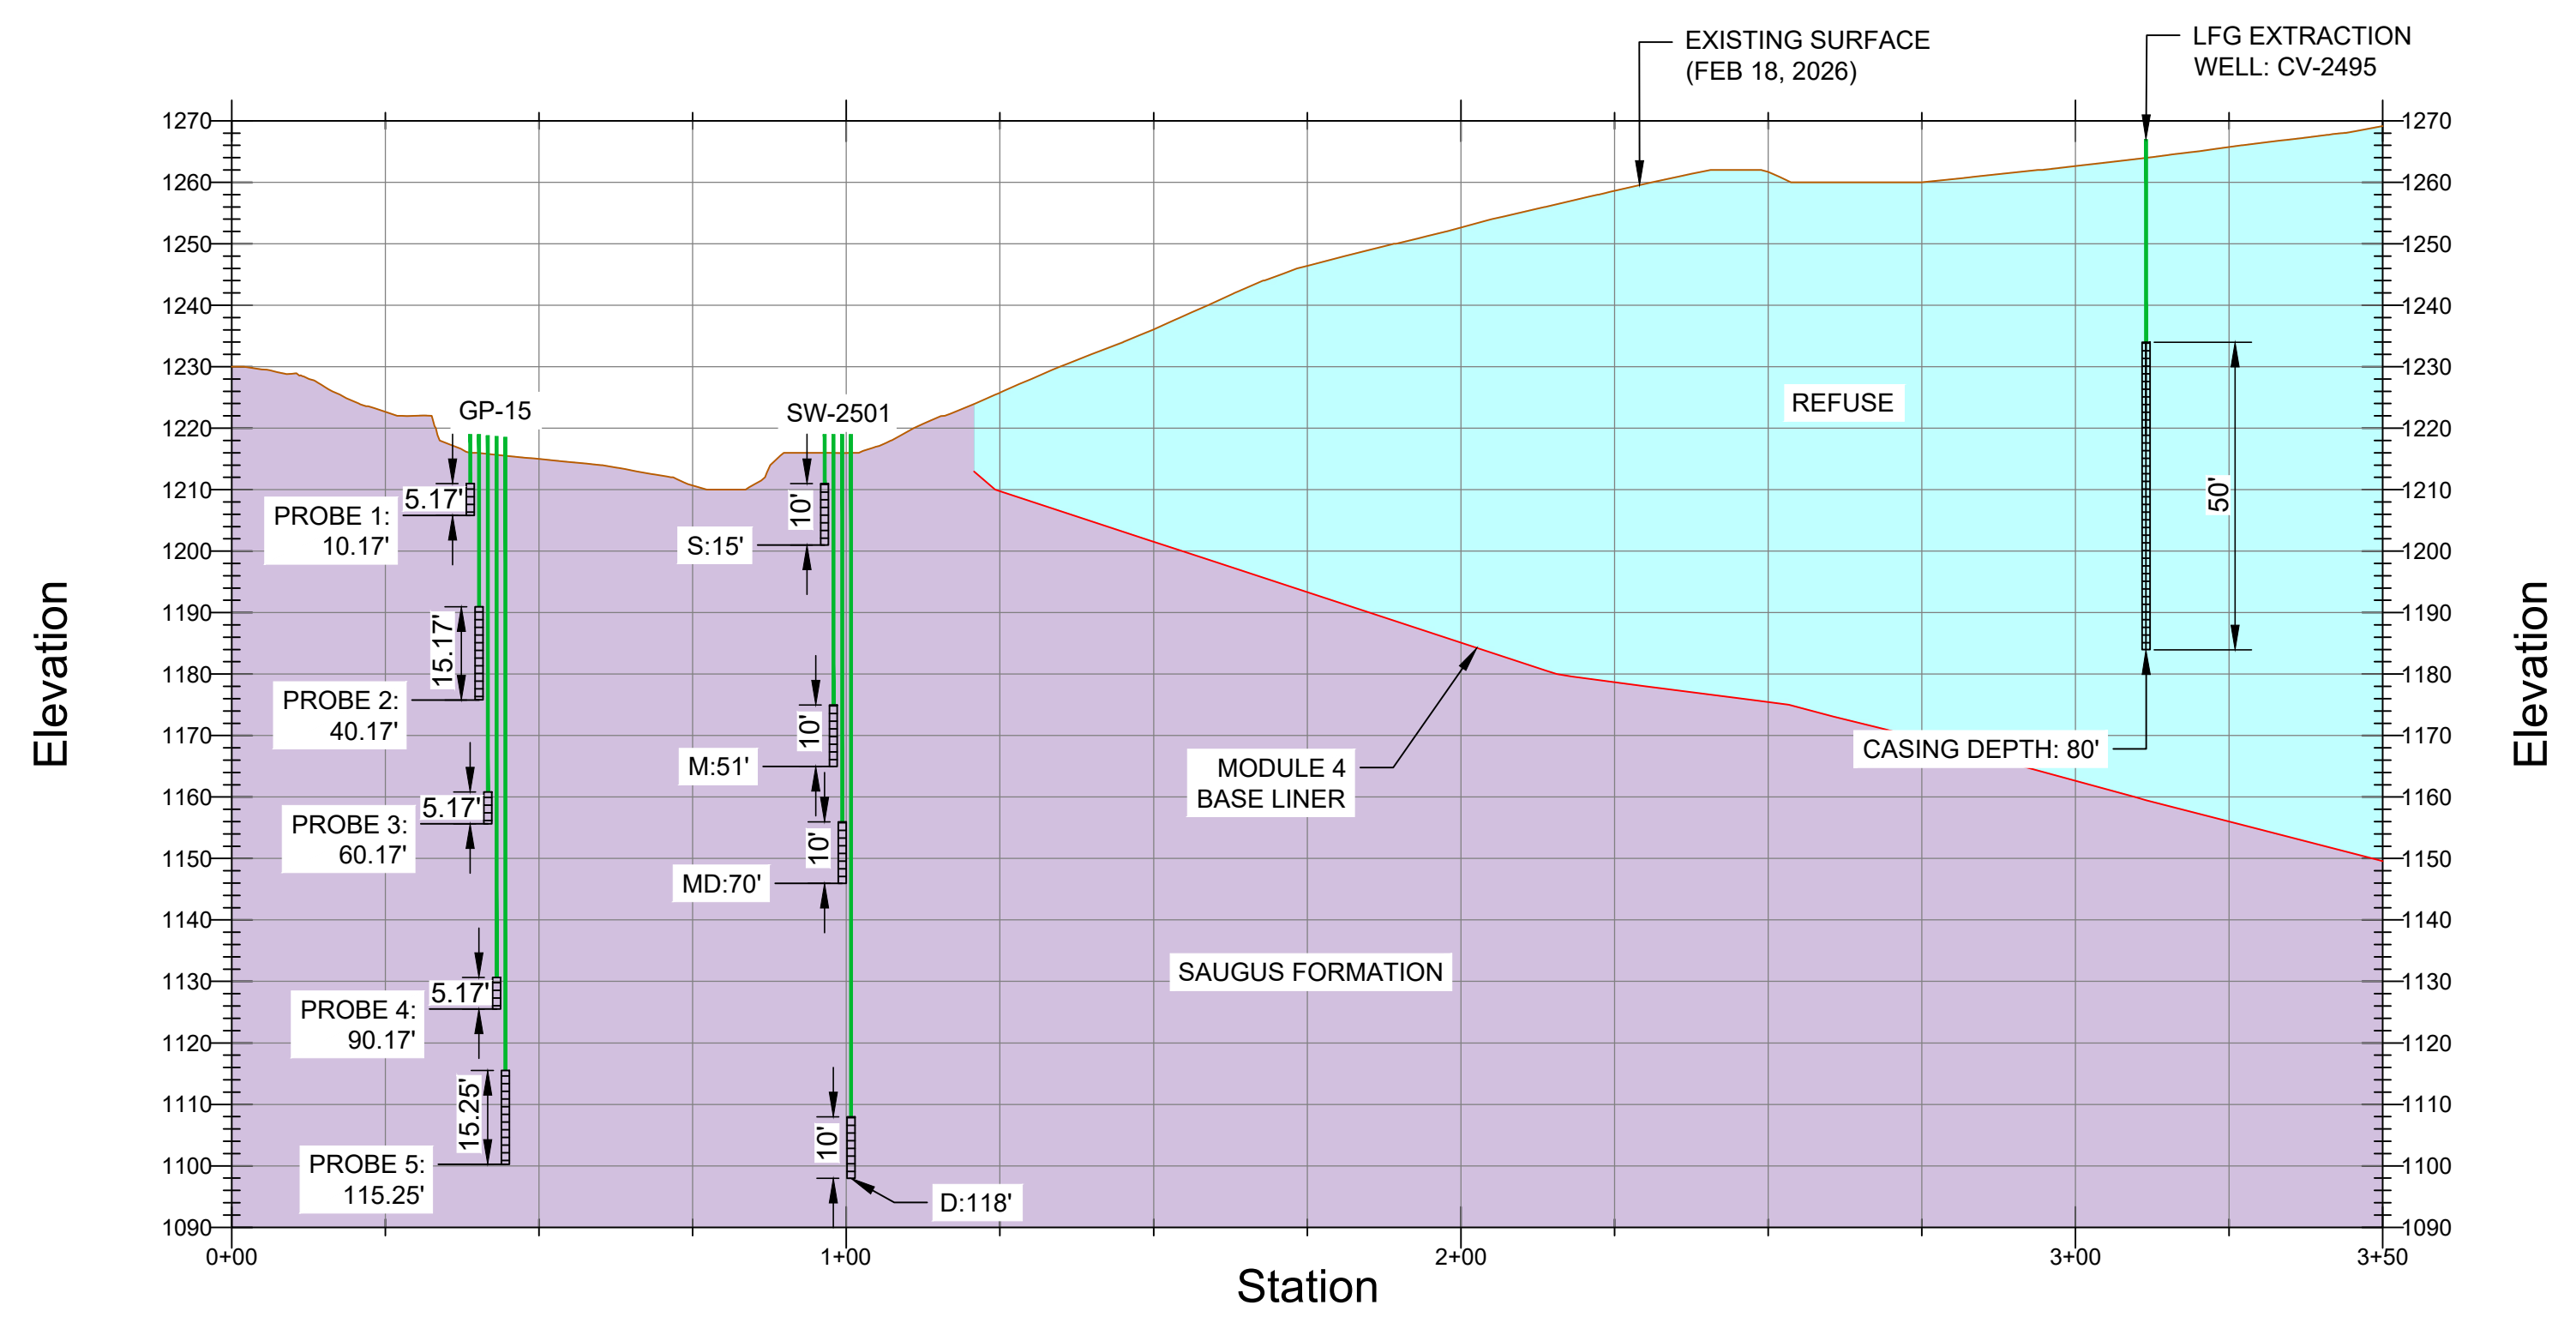 EXISTING SURFACE
(FEB 18, 2026)
LFG EXTRACTION
WELL: CV-2495
1270
1260
1250
1240
1230
1220
1210
1200
1190
1180
1170
1160
1150
1140
1130
1120
1110
1100
1090
Elevation
GP-15
5.17'
PROBE 1:
10.17'
15.17'
PROBE 2:
40.17'
5.17'
PROBE 3:
60.17'
5.17'
PROBE 4:
90.17'
15.25'
PROBE 5:
115.25'
SW-2501
10'
S:15'
10'
M:51'
10'
MD:70'
10'
D:118'
REFUSE
50'
CASING DEPTH: 80'
MODULE 4
BASE LINER
SAUGUS FORMATION
1270
1260
1250
1240
1230
1220
1210
1200
1190
1180
1170
1160
1150
1140
1130
1120
1110
1100
1090
Elevation
0+00
1+00
2+00
3+00
3+50
Station